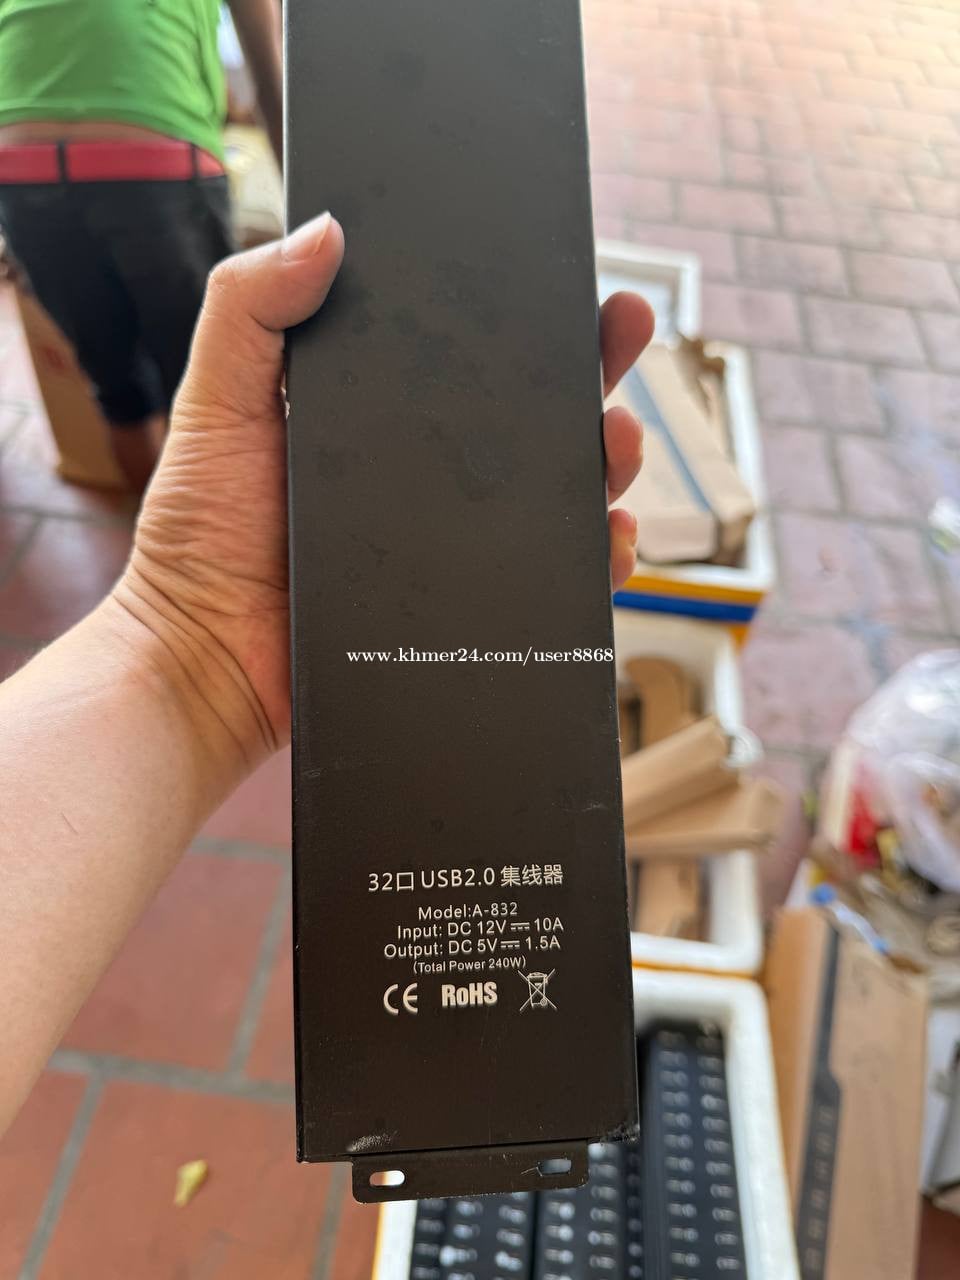 www.khmer24.com/user8868
32口 USB2.0 集线器
Model:A-832
Input: DC 12V⎓10A
Output: DC 5V⎓1.5A
(Total Power 240W)
CE RoHS